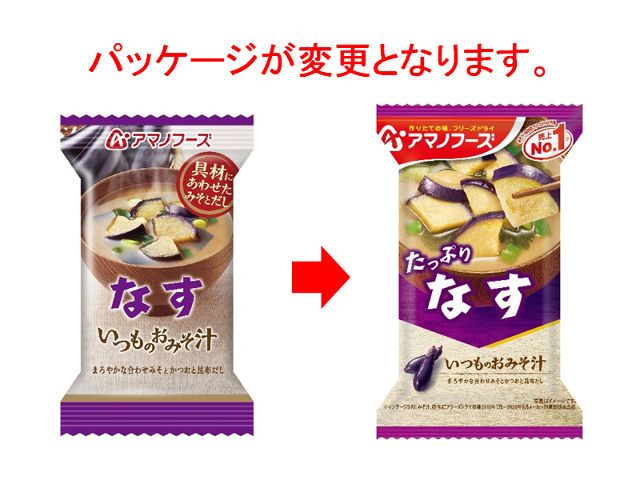 パッケージが変更となります。
アマノフーズ
具材に
あわせた
みそとだし
なす
いつものおみそ汁
まろやかな合わせみそとかつおと昆布だし
作りたての味、フリーズドライ
アマノフーズ
売上
No.1
たっぷり
なす
いつものおみそ汁
まろやかな合わせみそとかつおと昆布だし
写真はイメージです。